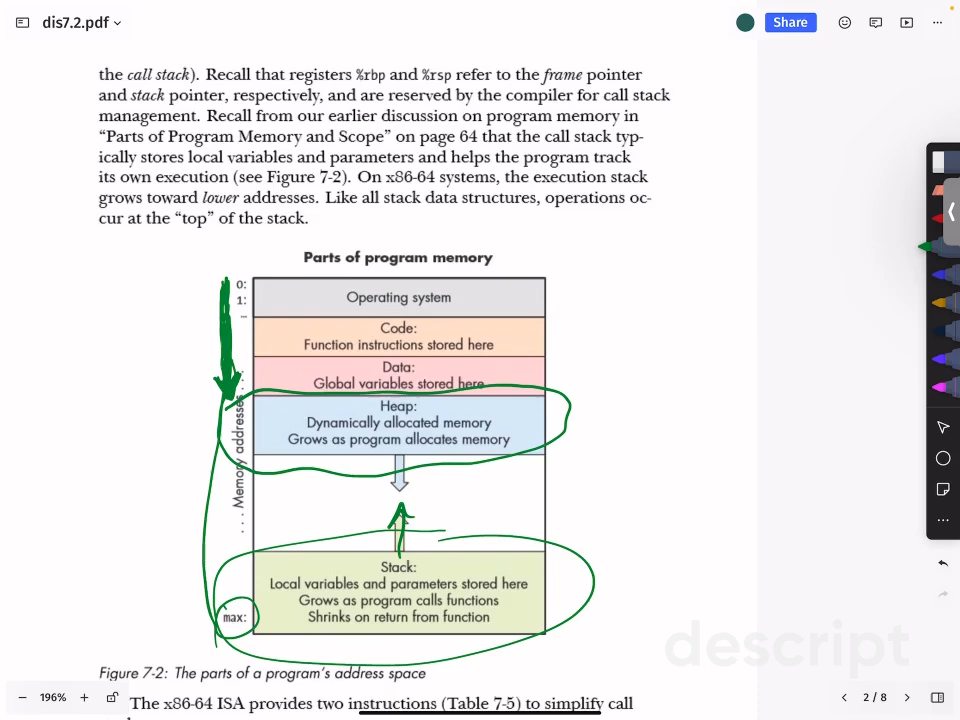 dis7.2.pdf
Share
the call stack). Recall that registers %rbp and %rsp refer to the frame pointer
and stack pointer, respectively, and are reserved by the compiler for call stack
management. Recall from our earlier discussion on program memory in
“Parts of Program Memory and Scope” on page 64 that the call stack typ-
ically stores local variables and parameters and helps the program track
its own execution (see Figure 7-2). On x86-64 systems, the execution stack
grows toward lower addresses. Like all stack data structures, operations oc-
cur at the “top” of the stack.
Parts of program memory
0:
1:
...
Operating system
Code:
Function instructions stored here
Data:
Global variables stored here
Heap:
Dynamically allocated memory
Grows as program allocates memory
. . . Memory addresses . . .
Stack:
Local variables and parameters stored here
Grows as program calls functions
Shrinks on return from function
max:
descript
Figure 7-2: The parts of a program’s address space
196%
2 / 8
The x86-64 ISA provides two instructions (Table 7-5) to simplify call